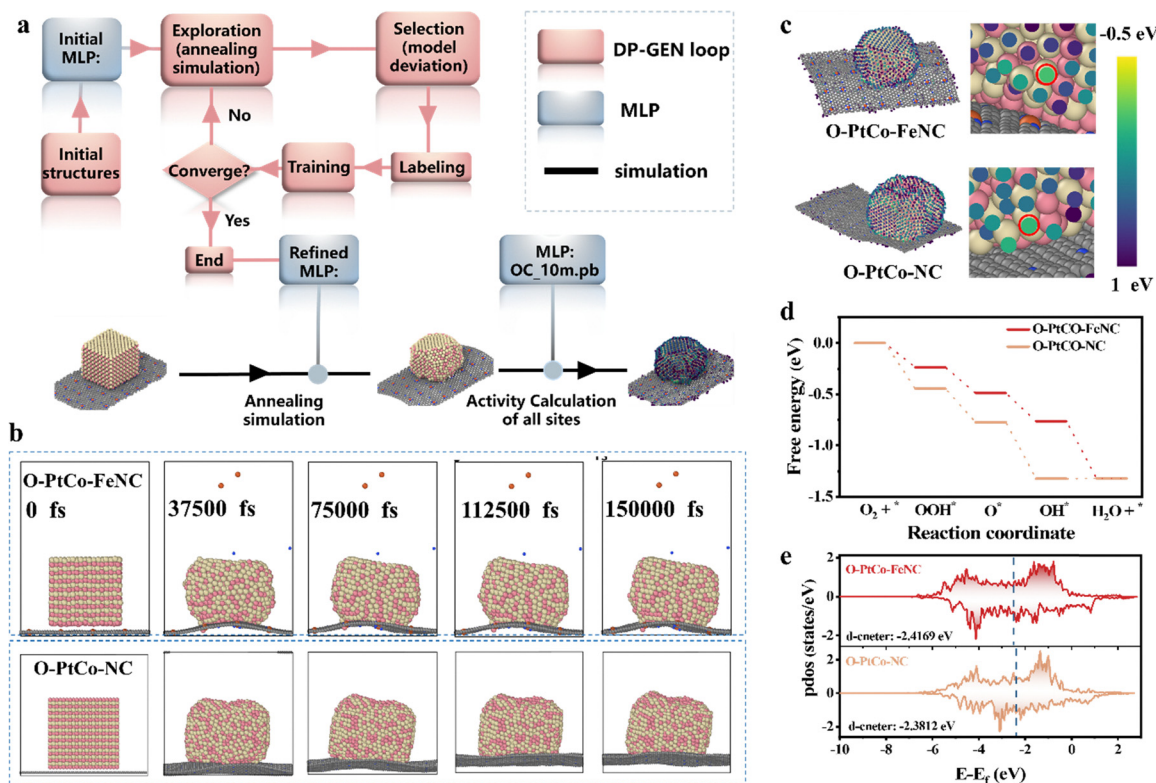 a
Initial
MLP:
Exploration
(annealing
simulation)
Selection
(model
deviation)
DP-GEN loop
MLP
simulation
No
Initial
structures
Converge?
Training
Labeling
Yes
End
Refined
MLP:
MLP:
OC_10m.pb
Annealing
simulation
Activity Calculation
of all sites
b
O-PtCo-FeNC
0 fs
37500 fs
75000 fs
112500 fs
150000 fs
O-PtCo-NC
c
O-PtCo-FeNC
O-PtCo-NC
-0.5 eV
1 eV
d
O-PtCO-FeNC
O-PtCO-NC
0.0
-0.5
-1.0
-1.5
Free energy (eV)
O₂ + *
OOH*
O*
OH*
H₂O + *
Reaction coordinate
e
O-PtCo-FeNC
2
0
2
d-cneter: -2.4169 eV
O-PtCo-NC
2
0
2
d-cneter: -2.3812 eV
pdos (states/eV)
-10
-8
-6
-4
-2
0
2
E-E_f (eV)